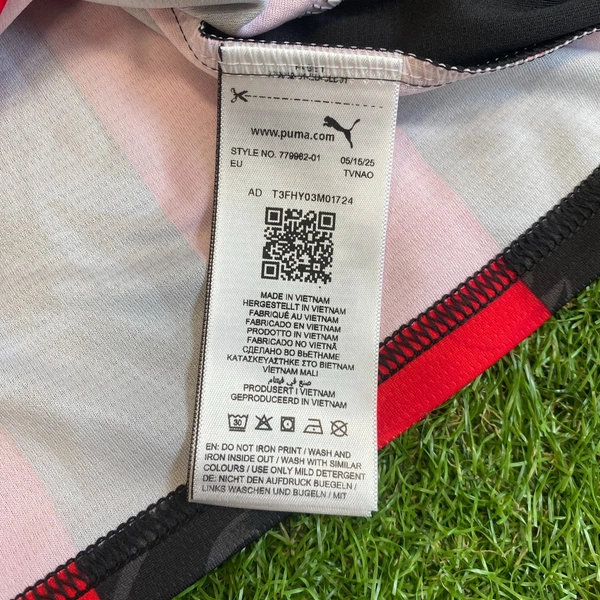 www.puma.com
STYLE NO. 779962-01 05/15/25
EU TVNAO
AD T3FHY03M01724
MADE IN VIETNAM
HERGESTELLT IN VIETNAM
FABRIQUÉ AU VIETNAM
FABRICADO EN VIETNAM
PRODOTTO IN VIETNAM
FABRICADO NO VIETNÃ
СДЕЛАНО ВО ВЬЕТНАМЕ
ΚΑΤΑΣΚΕΥΑΣΤΗΚΕ ΣΤΟ ΒΙΕΤΝΑΜ
VİETNAM MALI
صنع في فيتنام
PRODUSERT I VIETNAM
GEPRODUCEERD IN VIETNAM
30
EN: DO NOT IRON PRINT / WASH AND
IRON INSIDE OUT / WASH WITH SIMILAR
COLOURS / USE ONLY MILD DETERGENT
DE: NICHT DEN AUFDRUCK BUEGELN /
LINKS WASCHEN UND BUGELN / MIT